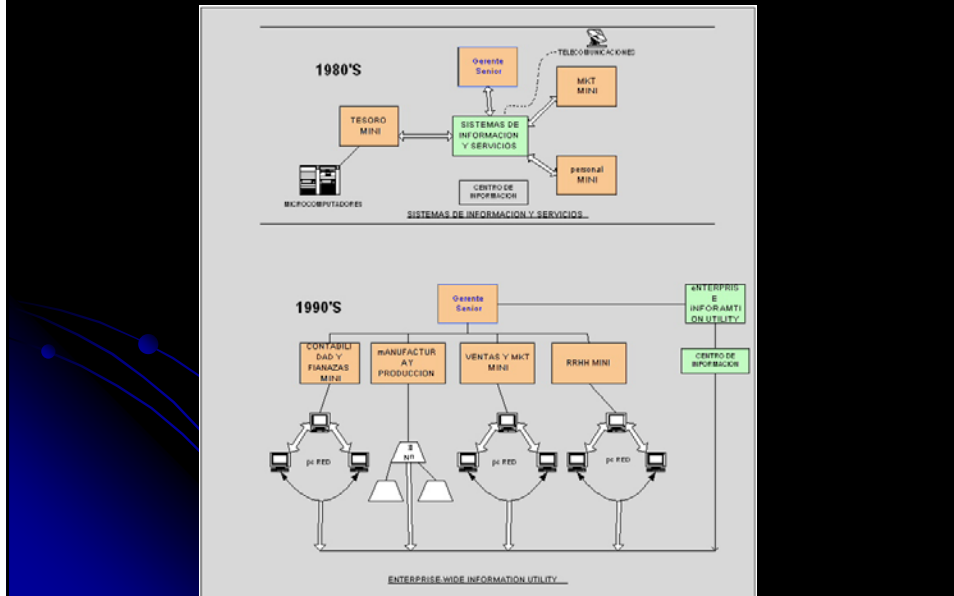 1980'S
TELECOMUNICACIONES
Gerente
Senior
MKT
MINI
TESORO
MINI
SISTEMAS DE
INFORMACION
Y SERVICIOS
personal
MINI
MICROCOMPUTADORES
CENTRO DE
INFORMACION
SISTEMAS DE INFORMACION Y SERVICIOS
1990'S
Gerente
Senior
eNTERPRIS
E
INFORAMTI
ON UTILITY
CONTABILI
DAD Y
FIANAZAS
MINI
mANUFACTUR
A Y
PRODUCCION
VENTAS Y MKT
MINI
RRHH MINI
CENTRO DE
INFORMACION
pc RED
pc RED
pc RED
ENTERPRISE-WIDE INFORMATION UTILITY